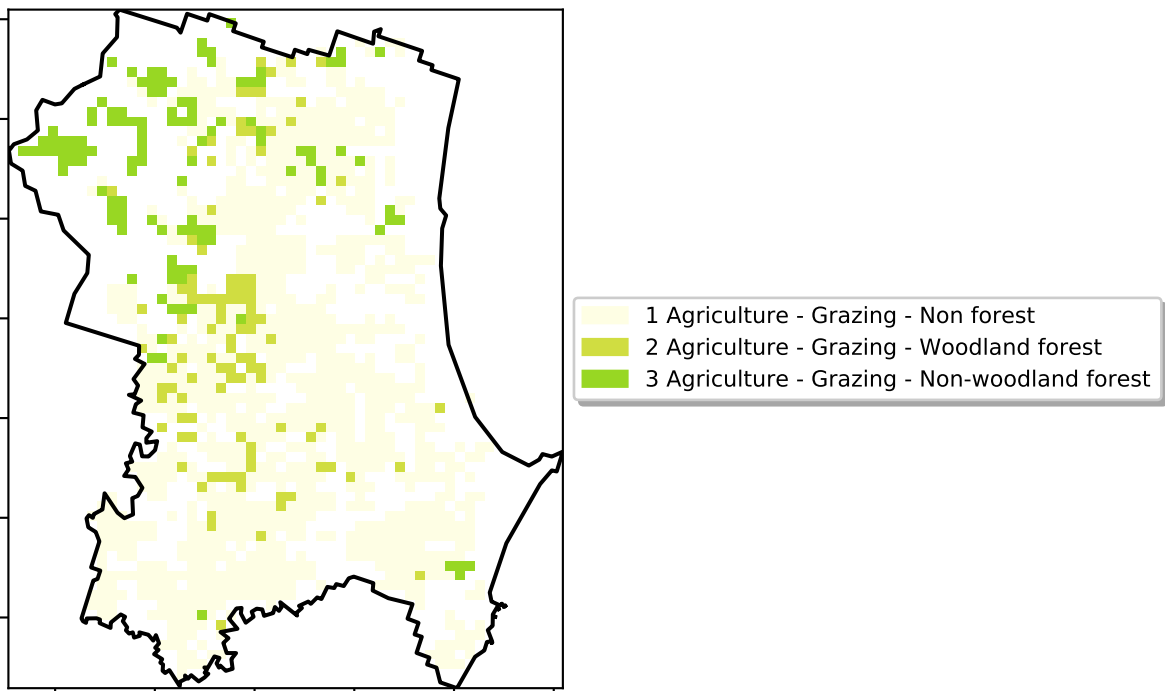 1 Agriculture - Grazing - Non forest
2 Agriculture - Grazing - Woodland forest
3 Agriculture - Grazing - Non-woodland forest